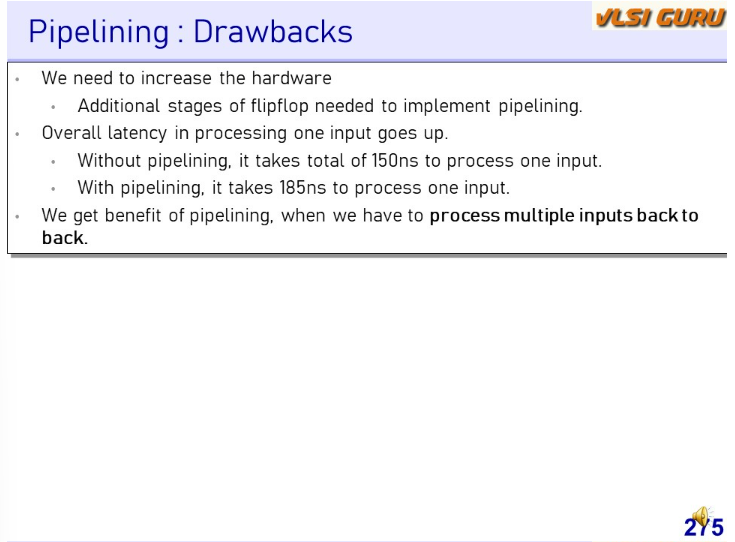 Pipelining : Drawbacks
VLSI GURU
• We need to increase the hardware
• Additional stages of flipflop needed to implement pipelining.
• Overall latency in processing one input goes up.
• Without pipelining, it takes total of 150ns to process one input.
• With pipelining, it takes 185ns to process one input.
• We get benefit of pipelining, when we have to process multiple inputs back to
back.